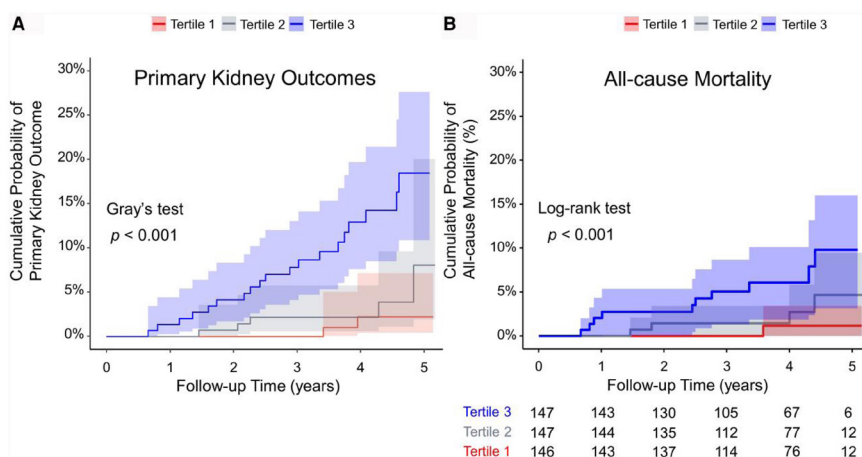 A
Tertile 1 Tertile 2 Tertile 3
Primary Kidney Outcomes
Cumulative Probability of
Primary Kidney Outcome
30%
25%
20%
15%
10%
5%
0%
Gray's test
p < 0.001
0 1 2 3 4 5
Follow-up Time (years)
B
Tertile 1 Tertile 2 Tertile 3
All-cause Mortality
Cumulative Probability of
All-cause Mortality (%)
30%
25%
20%
15%
10%
5%
0%
Log-rank test
p < 0.001
0 1 2 3 4 5
Follow-up Time (years)
Tertile 3 147 143 130 105 67 6
Tertile 2 147 144 135 112 77 12
Tertile 1 146 143 137 114 76 12